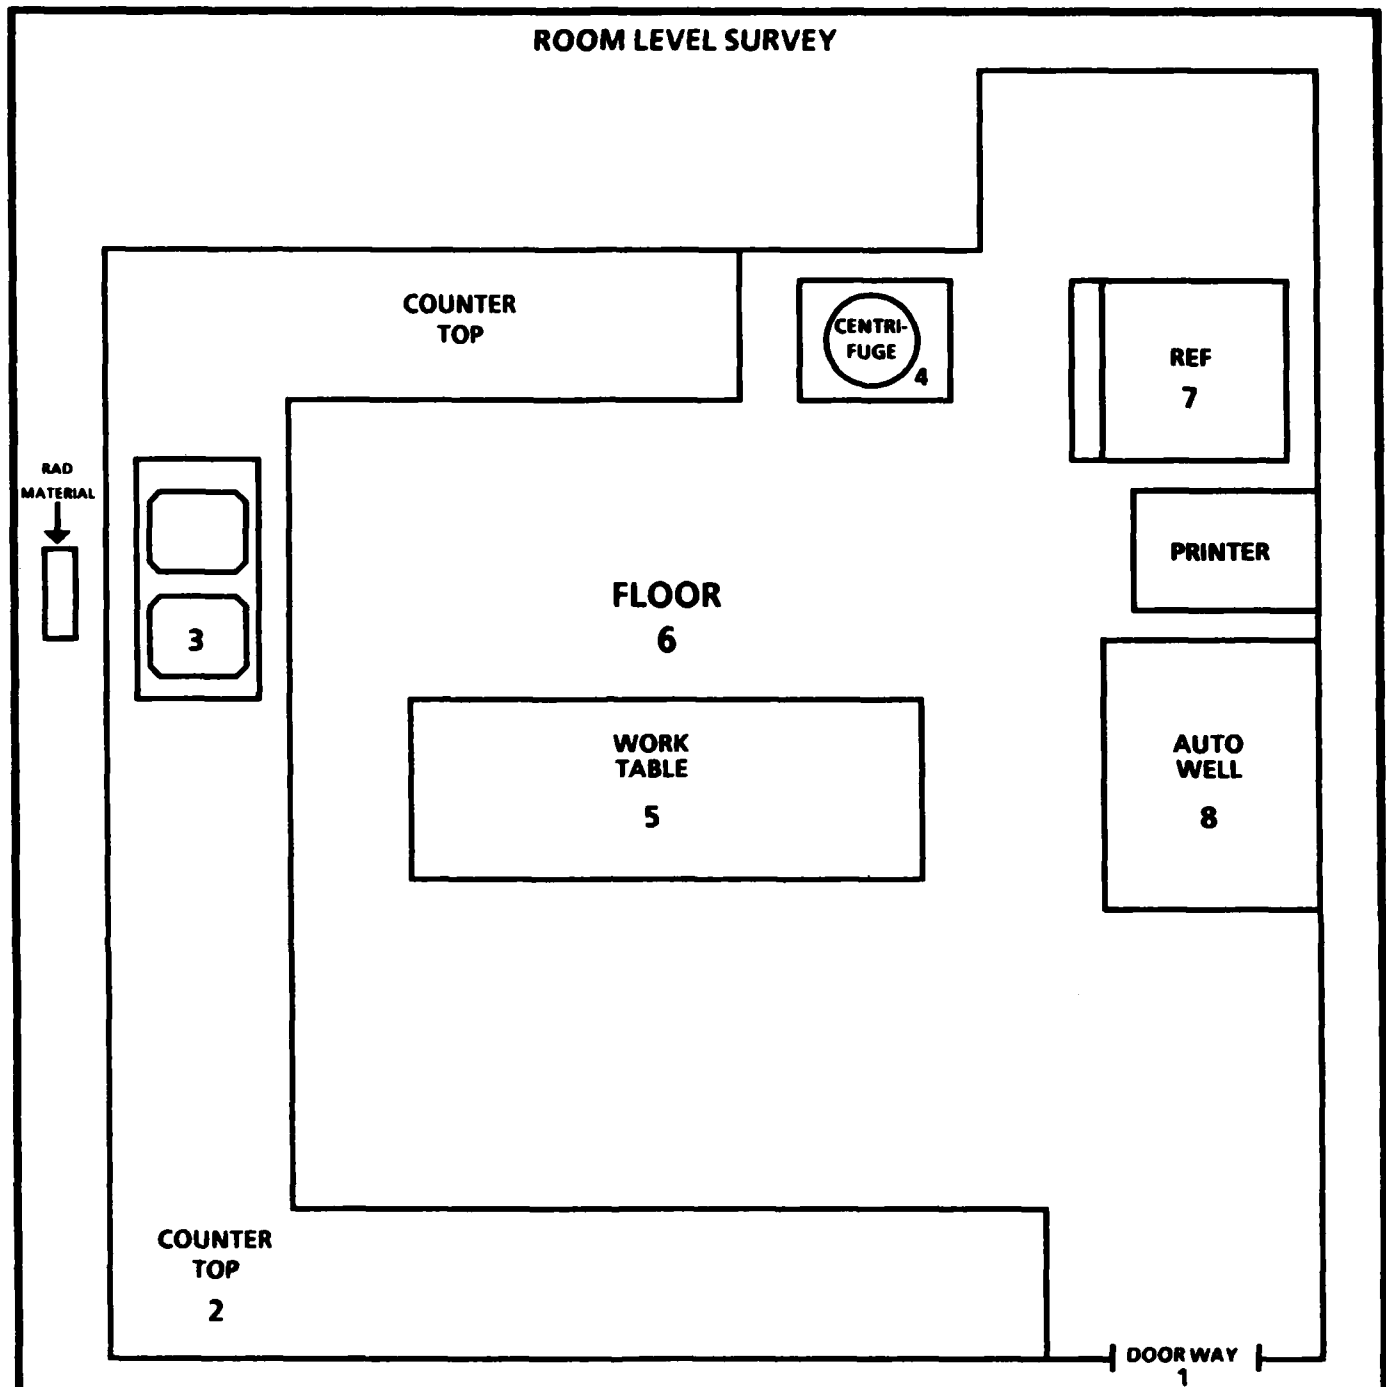 ROOM LEVEL SURVEY
COUNTER
TOP
CENTRI-
FUGE
4
REF
7
RAD
MATERIAL
PRINTER
3
FLOOR
6
WORK
TABLE
5
AUTO
WELL
8
COUNTER
TOP
2
DOOR WAY
1